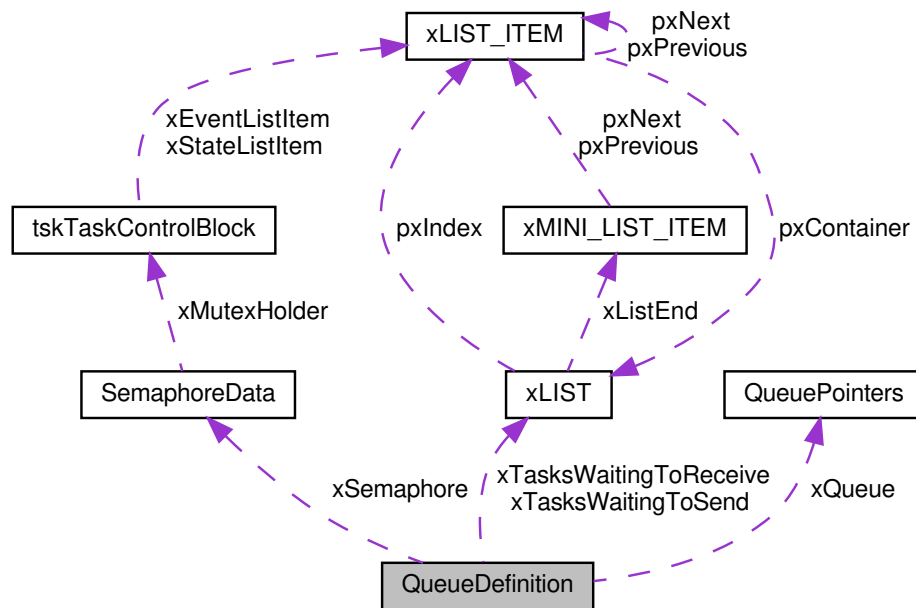 xLIST_ITEM
pxNext
pxPrevious
xEventListItem
xStateListItem
pxNext
pxPrevious
tskTaskControlBlock
pxIndex
xMINI_LIST_ITEM
pxContainer
xMutexHolder
xListEnd
SemaphoreData
xLIST
QueuePointers
xSemaphore
xTasksWaitingToReceive
xTasksWaitingToSend
xQueue
QueueDefinition